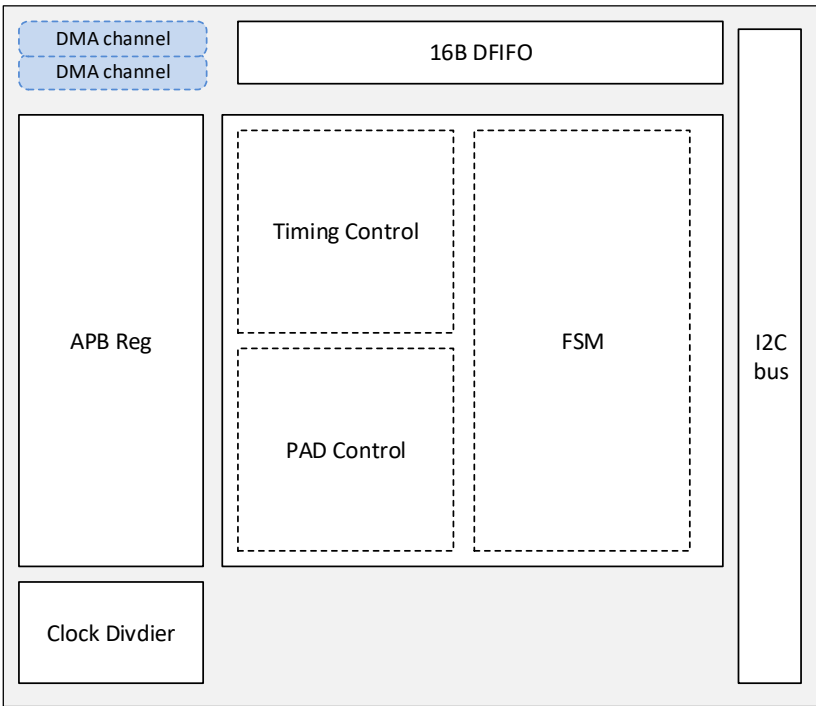 DMA channel
DMA channel
16B DFIFO
Timing Control
APB Reg
FSM
I2C
bus
PAD Control
Clock Divdier